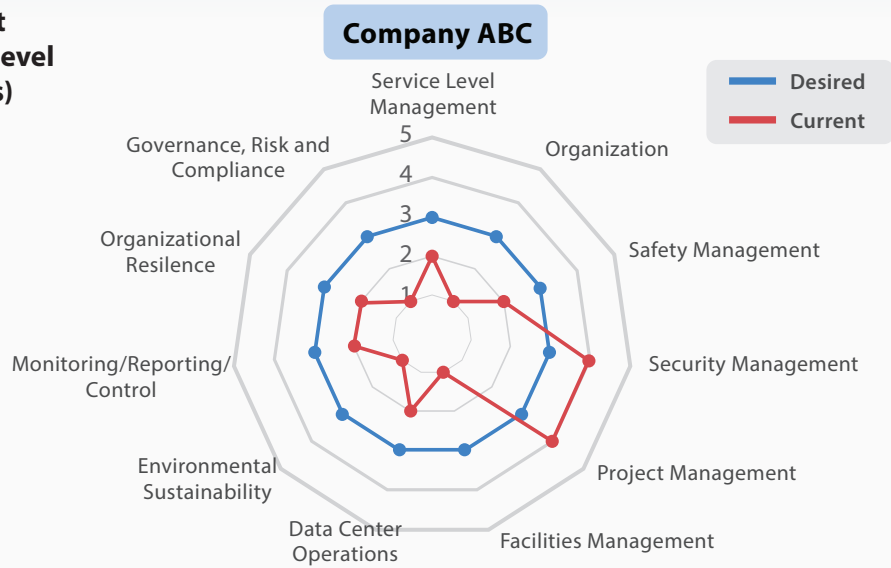 Company ABC
Desired
Current
Service Level
Management
Organization
Safety Management
Security Management
Project Management
Facilities Management
Data Center
Operations
Environmental
Sustainability
Monitoring/Reporting/
Control
Organizational
Resilence
Governance, Risk and
Compliance
5
4
3
2
1